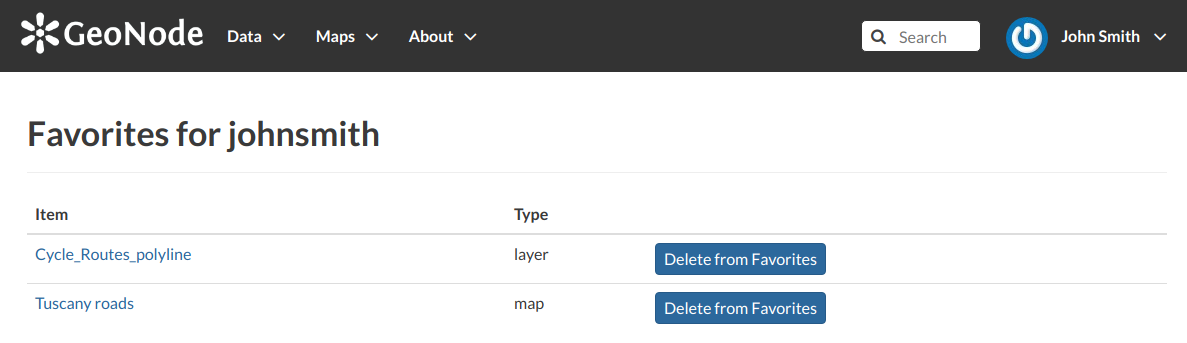 GeoNode Data Maps About Search John Smith
Favorites for johnsmith
Item Type
Cycle_Routes_polyline layer Delete from Favorites
Tuscany roads map Delete from Favorites